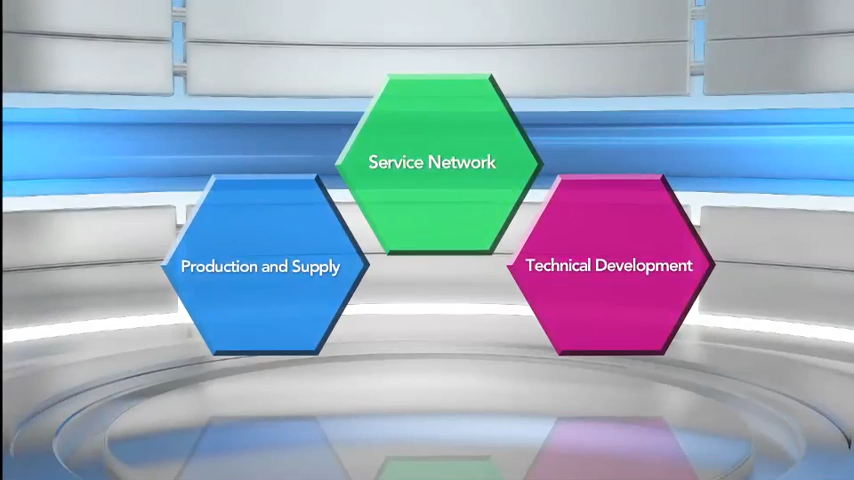 Service Network
Production and Supply
Technical Development